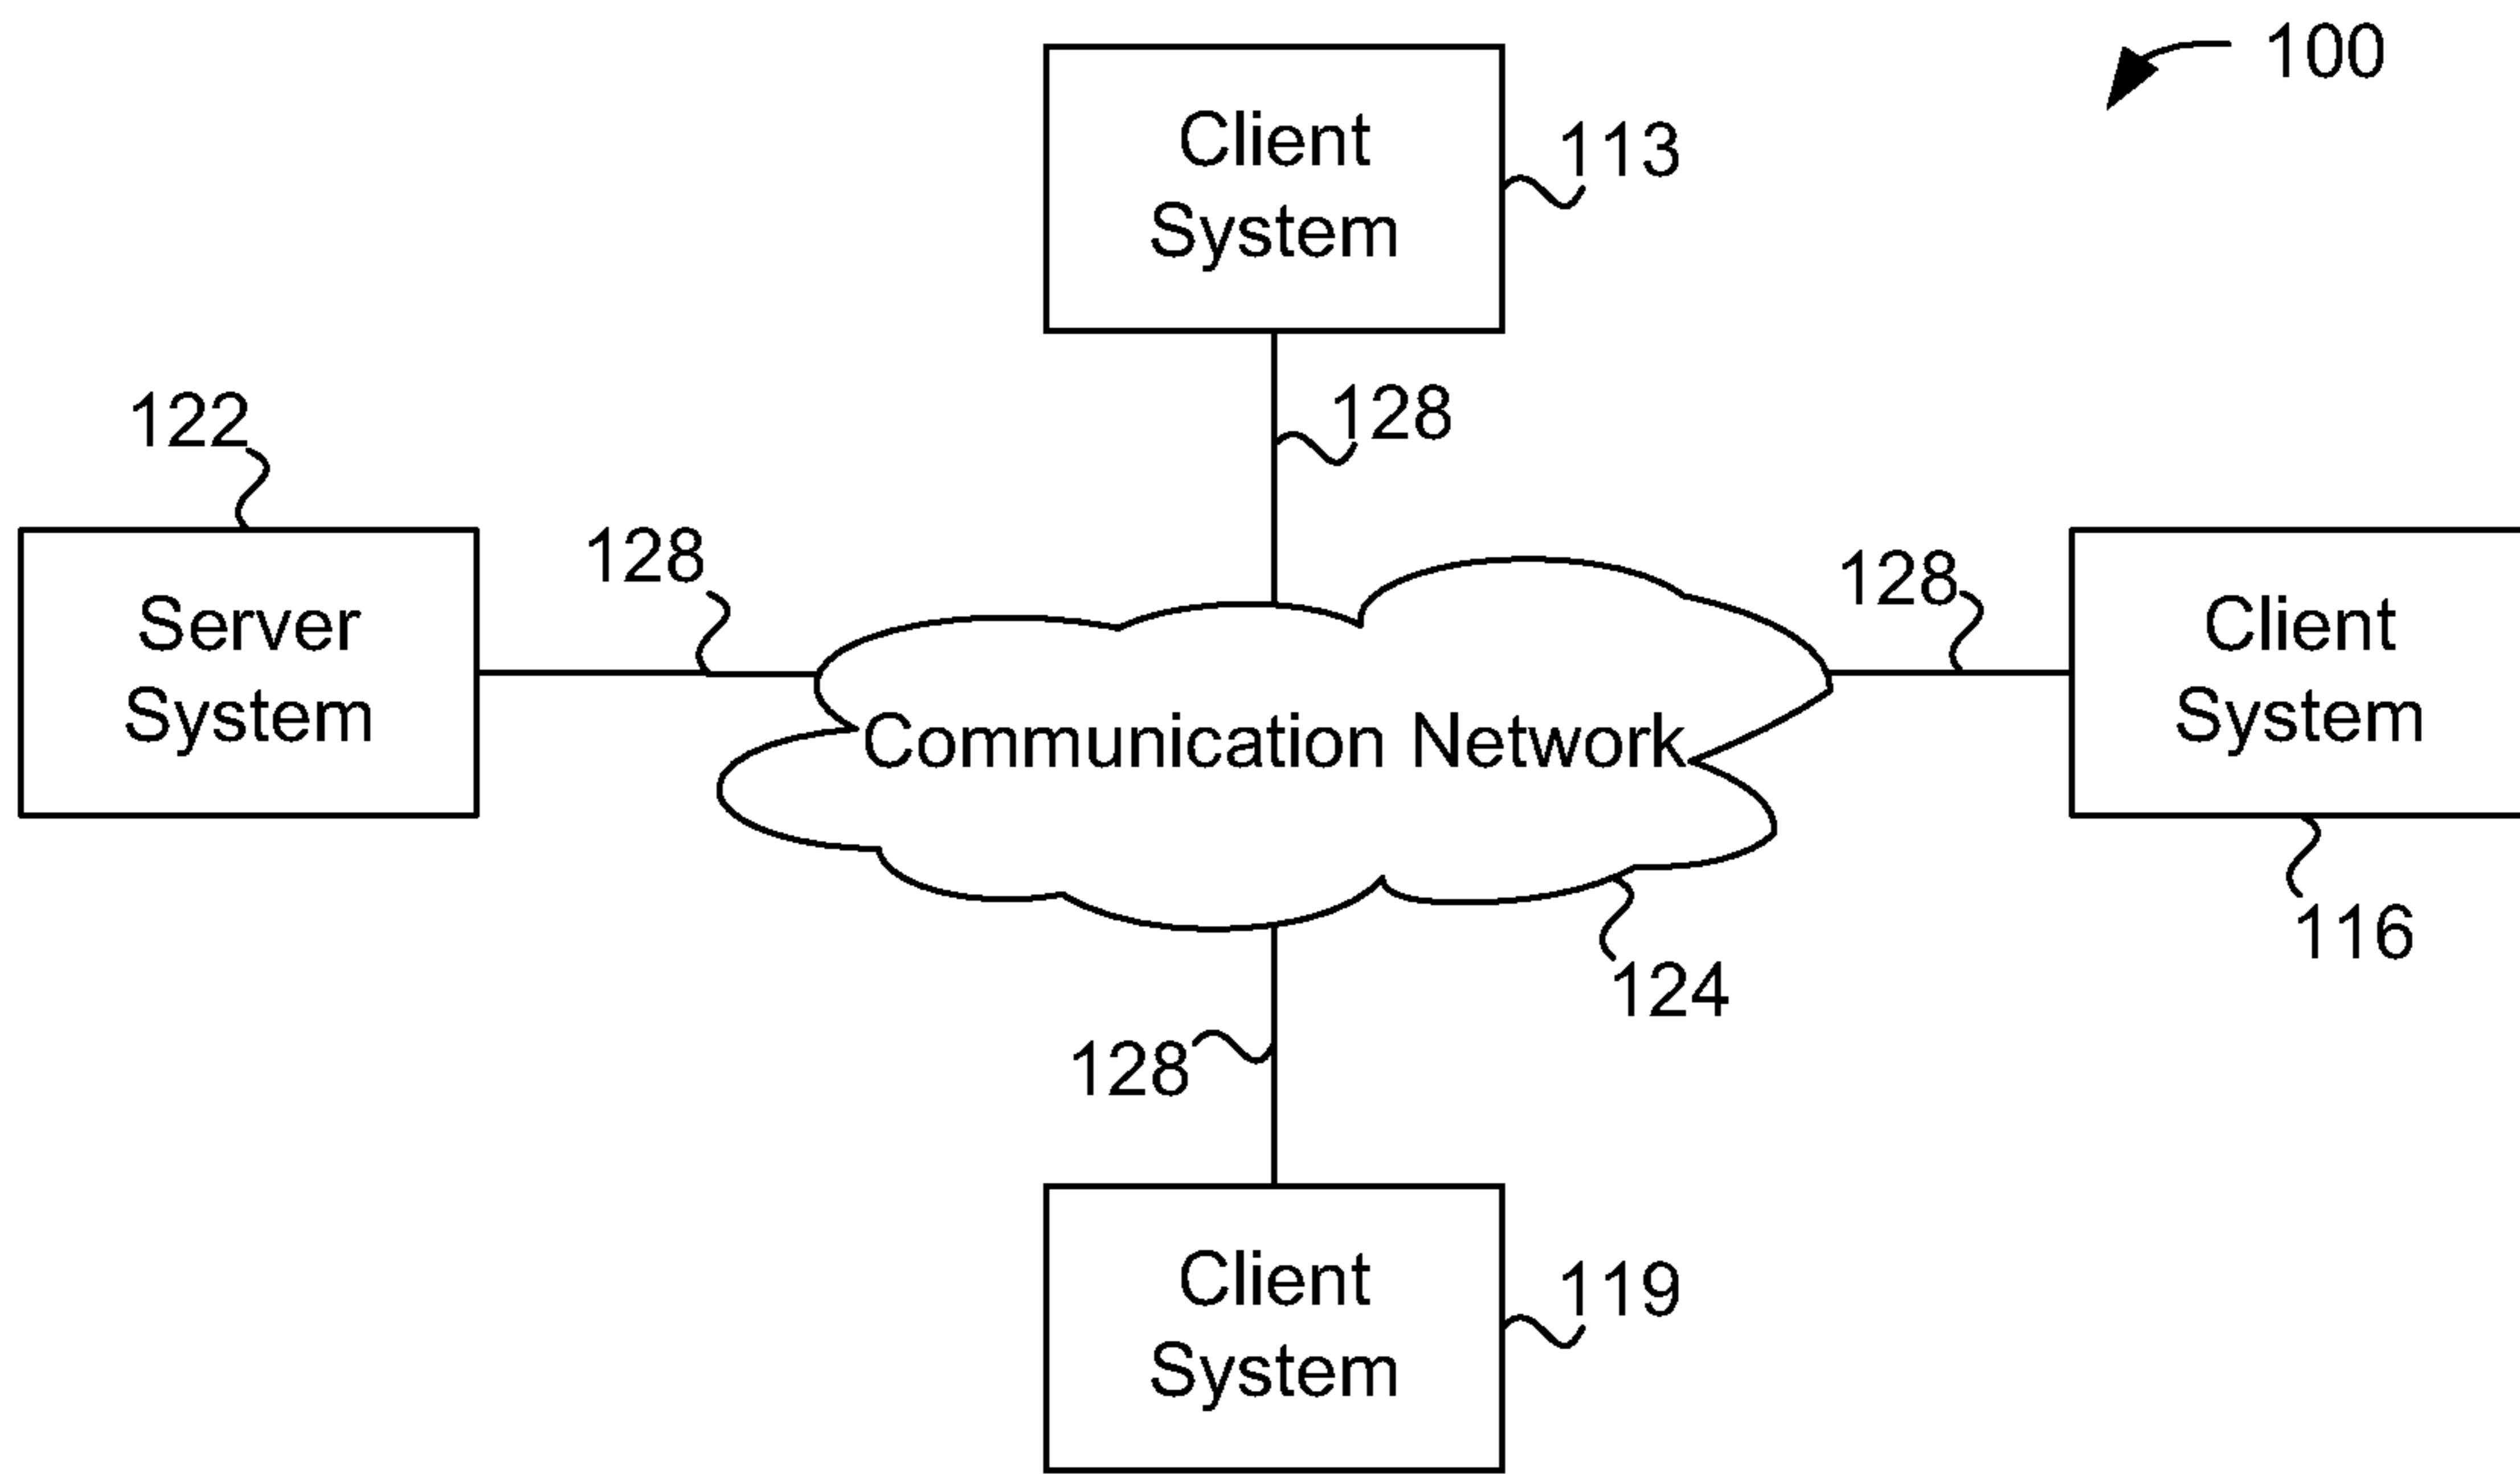 100
Client
System
113
128
122
128
128
Server
System
Client
System
Communication Network
116
124
128
Client
System
119